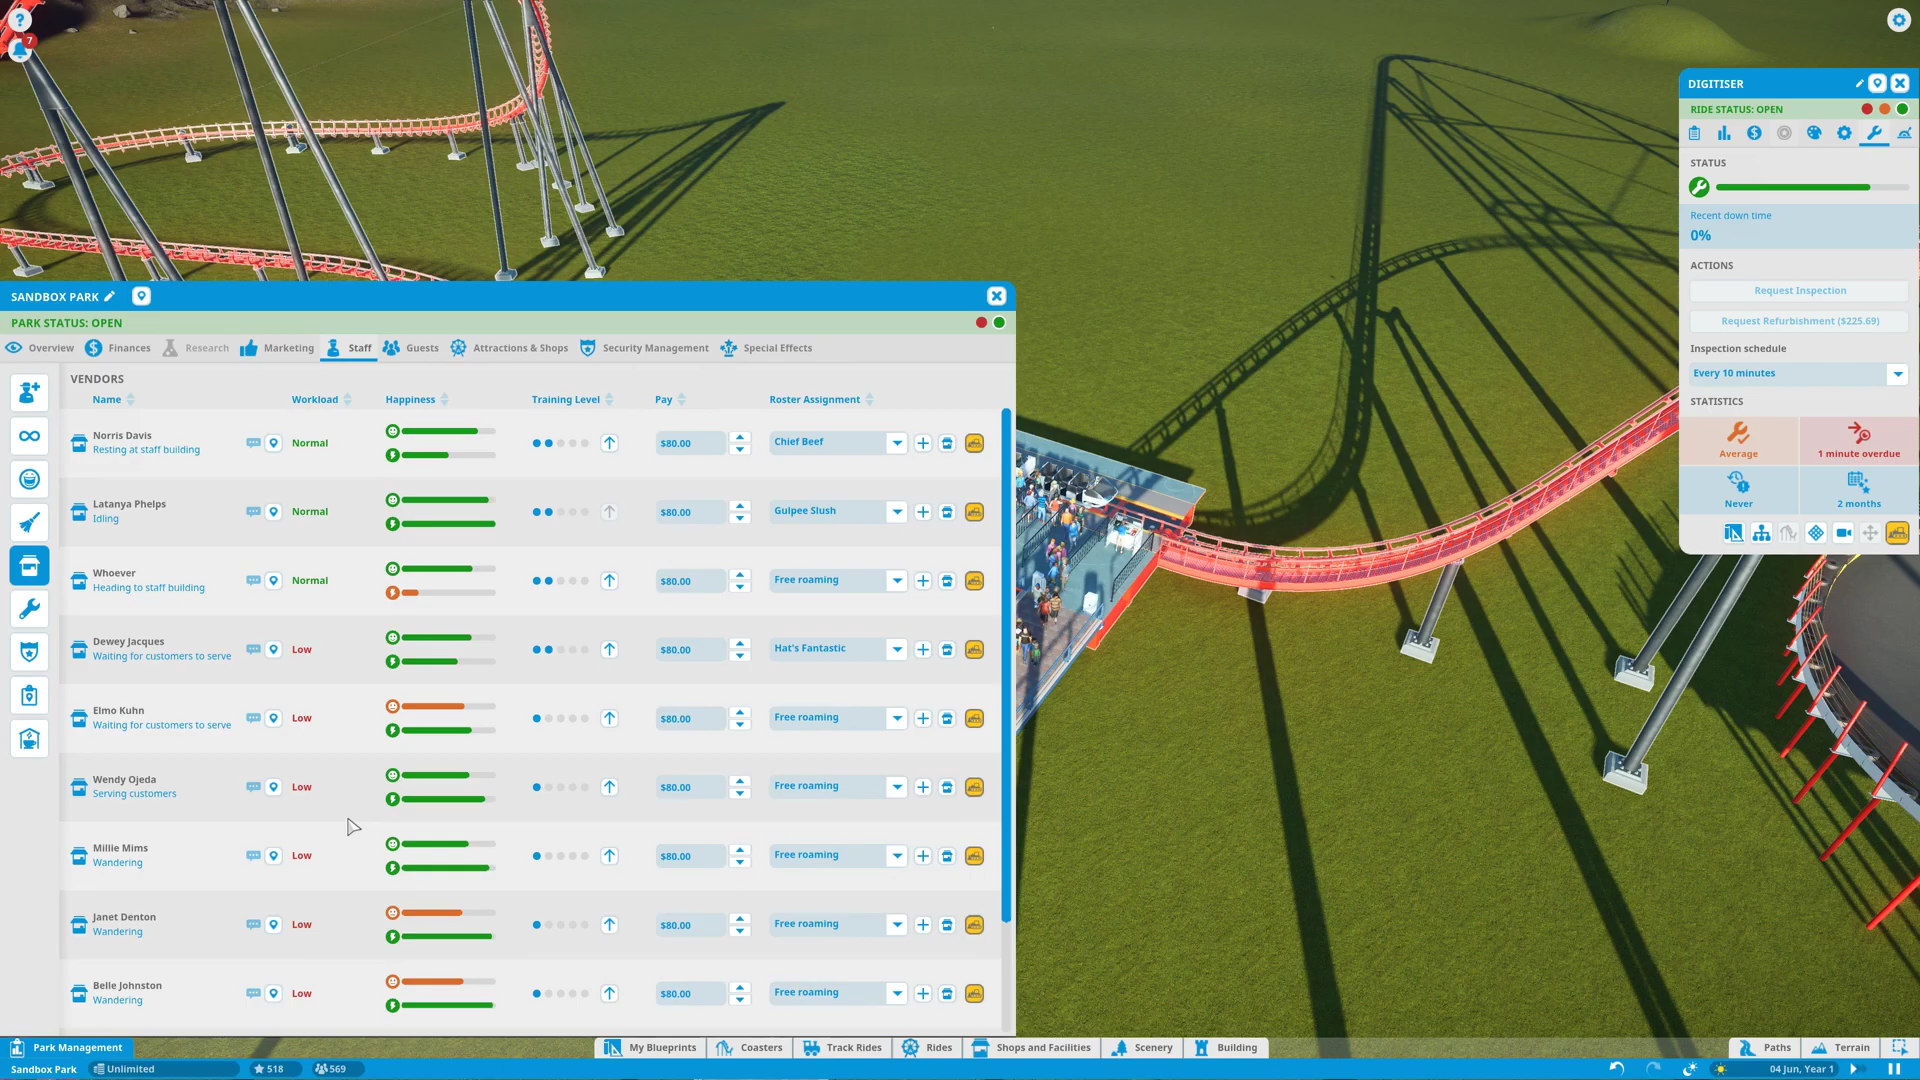 ?
7
SANDBOX PARK
PARK STATUS: OPEN
Overview
Finances
Research
Marketing
Staff
Guests
Attractions & Shops
Security Management
Special Effects
VENDORS
Name
Workload
Happiness
Training Level
Pay
Roster Assignment
Norris Davis
Resting at staff building
Normal
$80.00
Chief Beef
Latanya Phelps
Idling
Normal
$80.00
Gulpee Slush
Whoever
Heading to staff building
Normal
$80.00
Free roaming
Dewey Jacques
Waiting for customers to serve
Low
$80.00
Hat's Fantastic
Elmo Kuhn
Waiting for customers to serve
Low
$80.00
Free roaming
Wendy Ojeda
Serving customers
Low
$80.00
Free roaming
Millie Mims
Wandering
Low
$80.00
Free roaming
Janet Denton
Wandering
Low
$80.00
Free roaming
Belle Johnston
Wandering
Low
$80.00
Free roaming
DIGITISER
RIDE STATUS: OPEN
STATUS
Recent down time
0%
ACTIONS
Request Inspection
Request Refurbishment ($225.69)
Inspection schedule
Every 10 minutes
STATISTICS
Average
1 minute overdue
Never
2 months
Park Management
My Blueprints
Coasters
Track Rides
Rides
Shops and Facilities
Scenery
Building
Paths
Terrain
Sandbox Park
Unlimited
518
569
04 Jun, Year 1